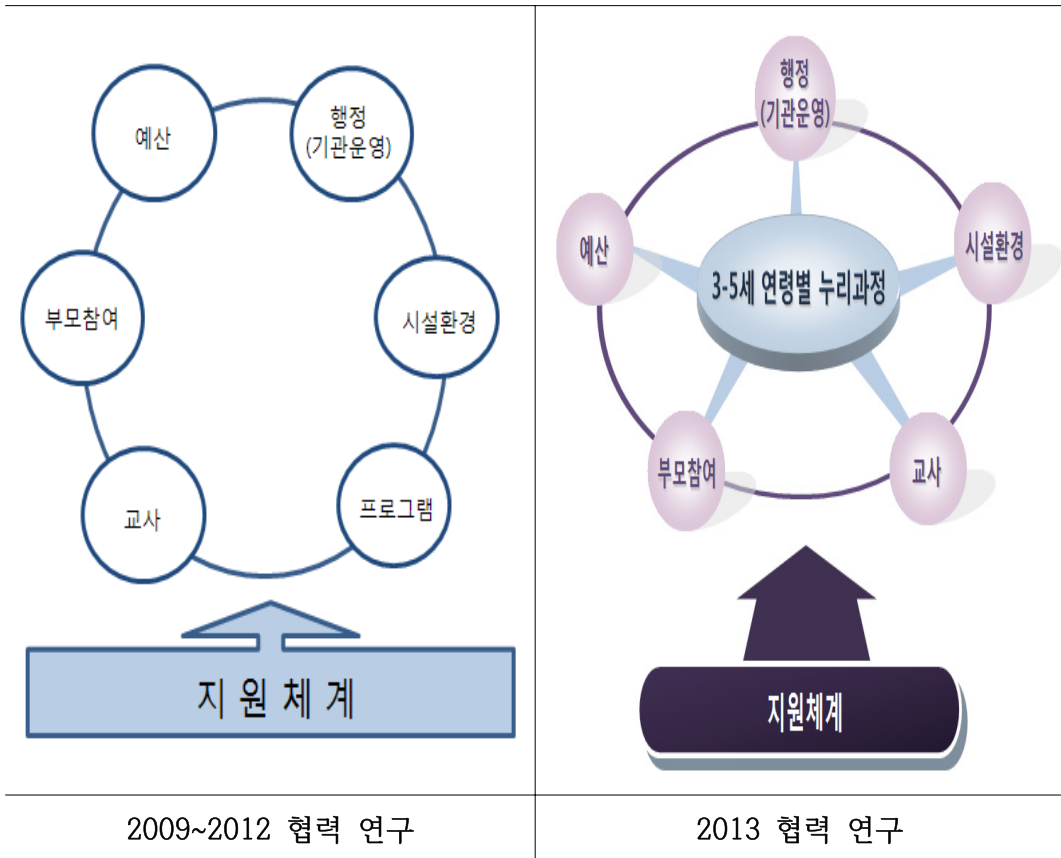 예산
행정
(기관운영)
부모참여
시설환경
교사
프로그램
지 원 체 계
행정
(기관운영)
예산
시설환경
3-5세 연령별 누리과정
부모참여
교사
지원체계
2009~2012 협력 연구
2013 협력 연구